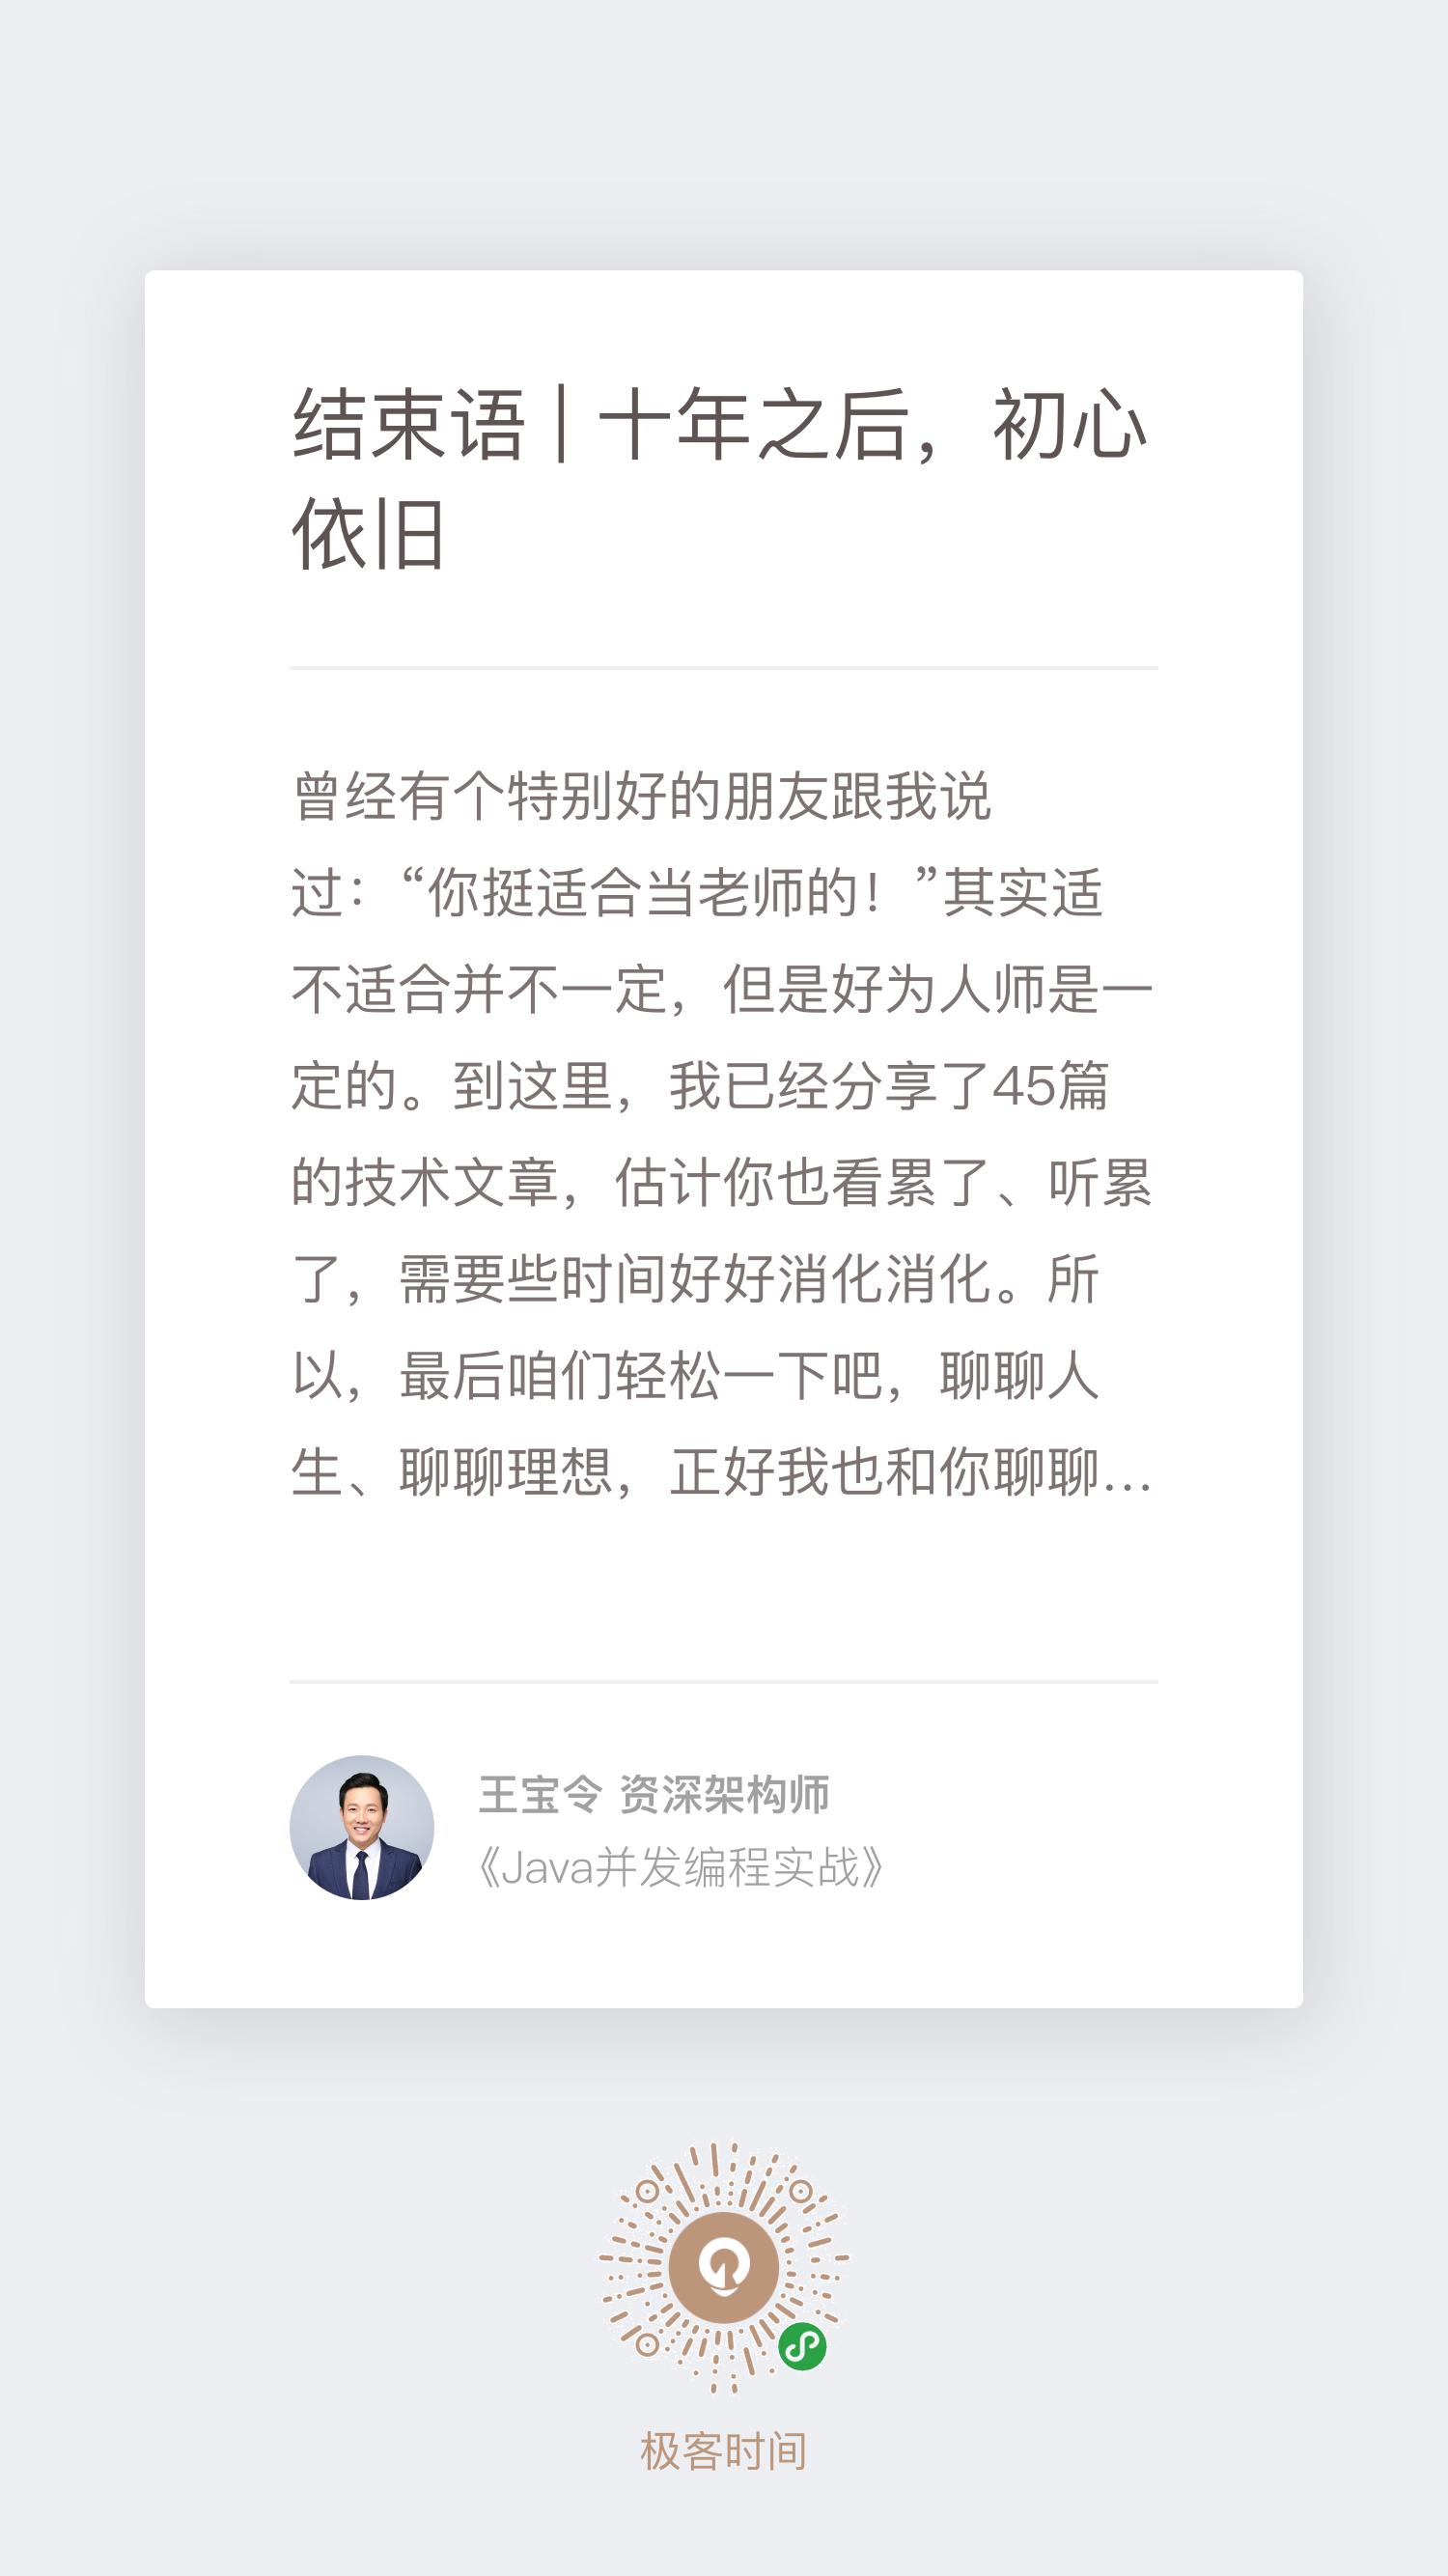 结束语 | 十年之后，初心
依旧
曾经有个特别好的朋友跟我说
过：“你挺适合当老师的！”其实适
不适合并不一定，但是好为人师是一
定的。到这里，我已经分享了45篇
的技术文章，估计你也看累了、听累
了，需要些时间好好消化消化。所
以，最后咱们轻松一下吧，聊聊人
生、聊聊理想，正好我也和你聊聊…
王宝令 资深架构师
《Java并发编程实战》
极客时间